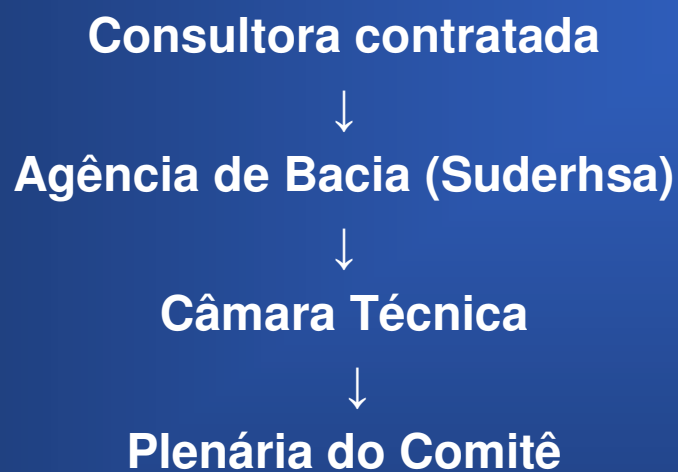 Consultora contratada
↓
Agência de Bacia (Suderhsa)
↓
Câmara Técnica
↓
Plenária do Comitê